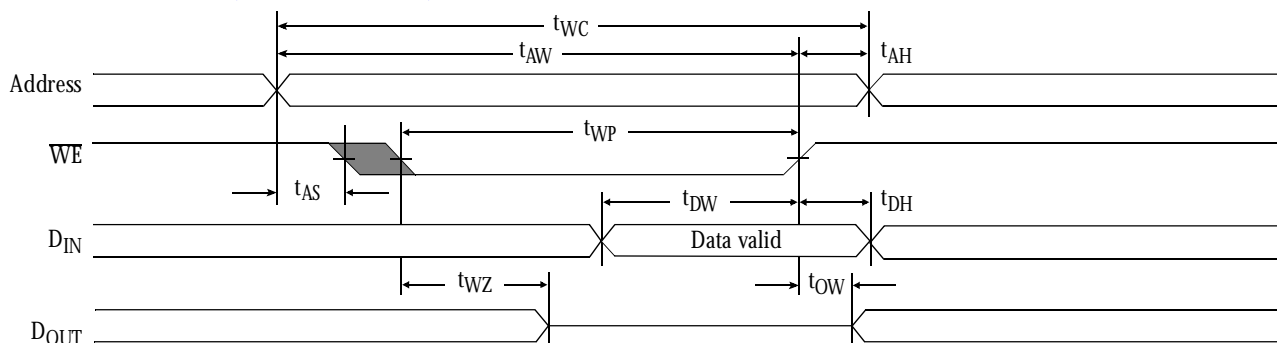 tWC
tAW
tAH
Address
tWP
WE
tAS
tDW
tDH
DIN
Data valid
tWZ
tOW
DOUT